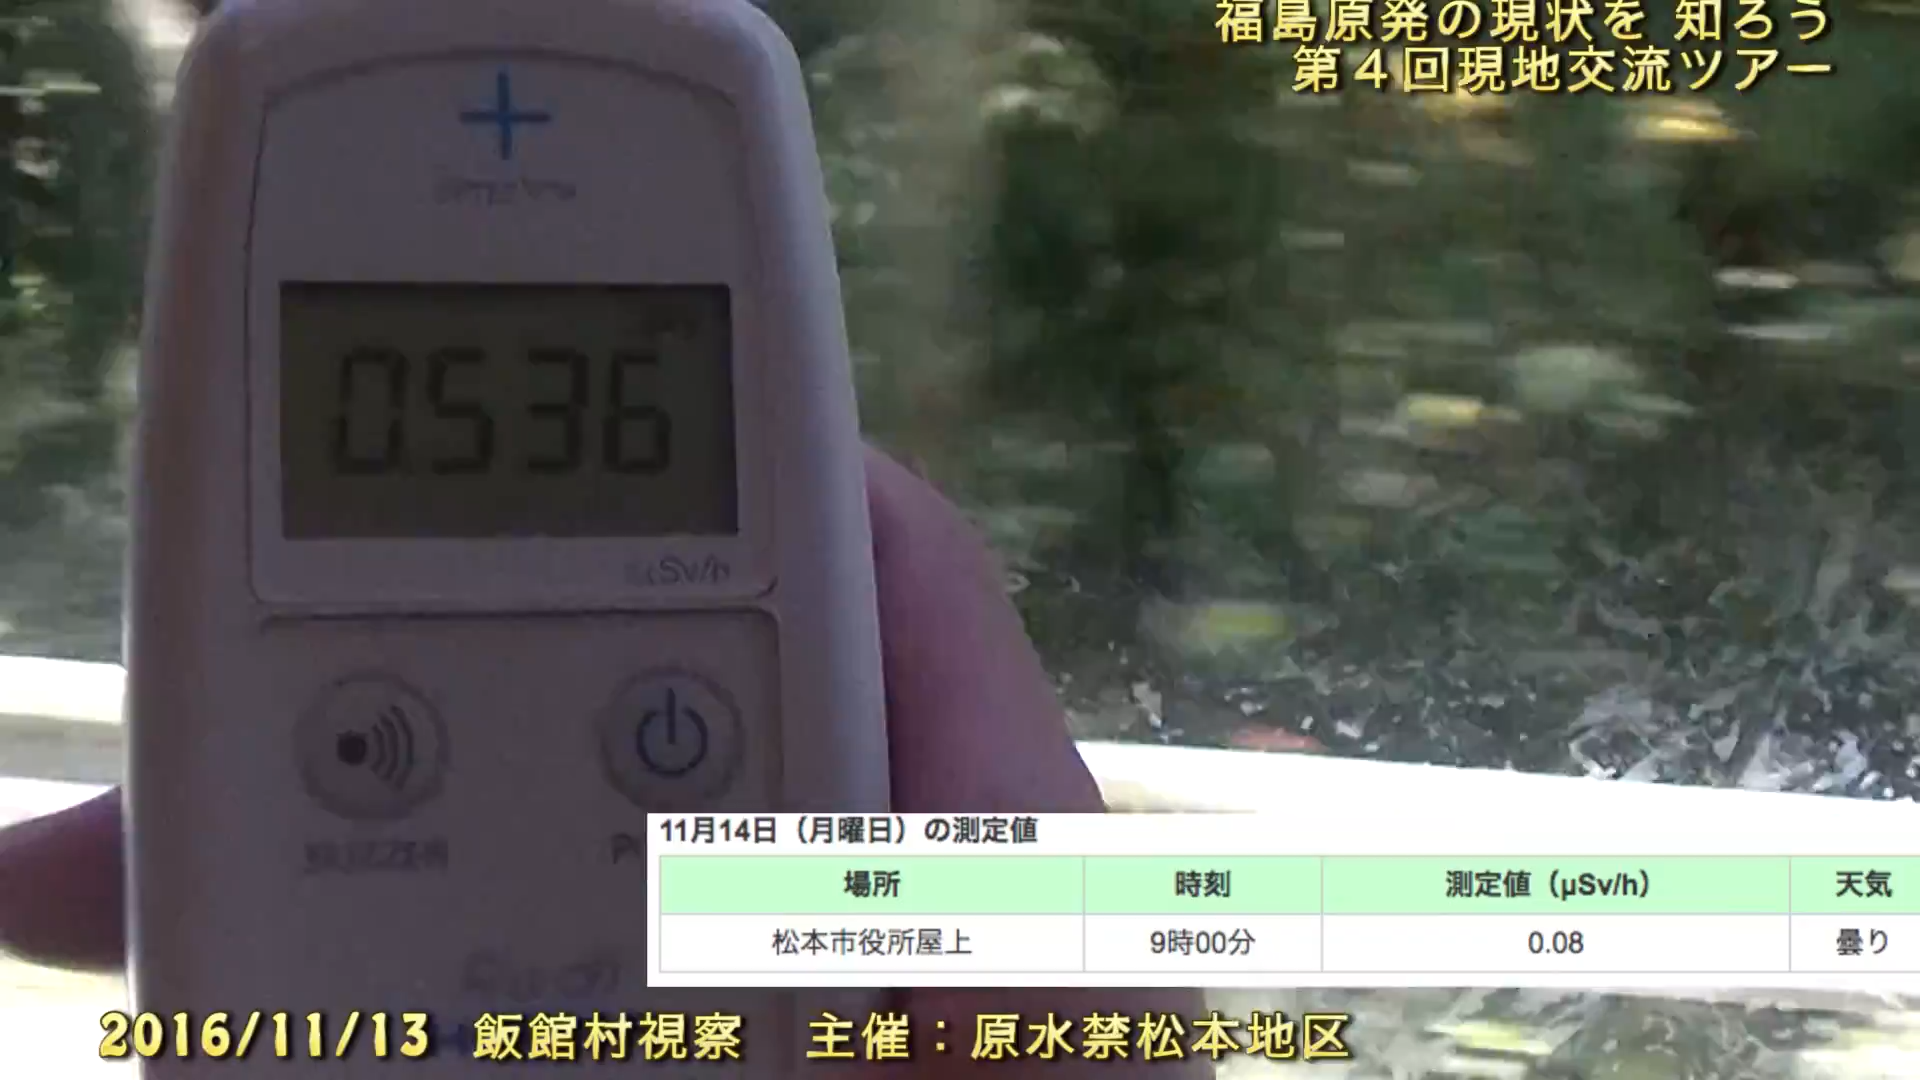 福島原発の現状を 知ろう
第4回現地交流ツアー
0.536
μSv/h
11月14日（月曜日）の測定値
場所 時刻 測定値（μSv/h） 天気
松本市役所屋上 9時00分 0.08 曇り
2016/11/13 飯館村視察 主催：原水禁松本地区